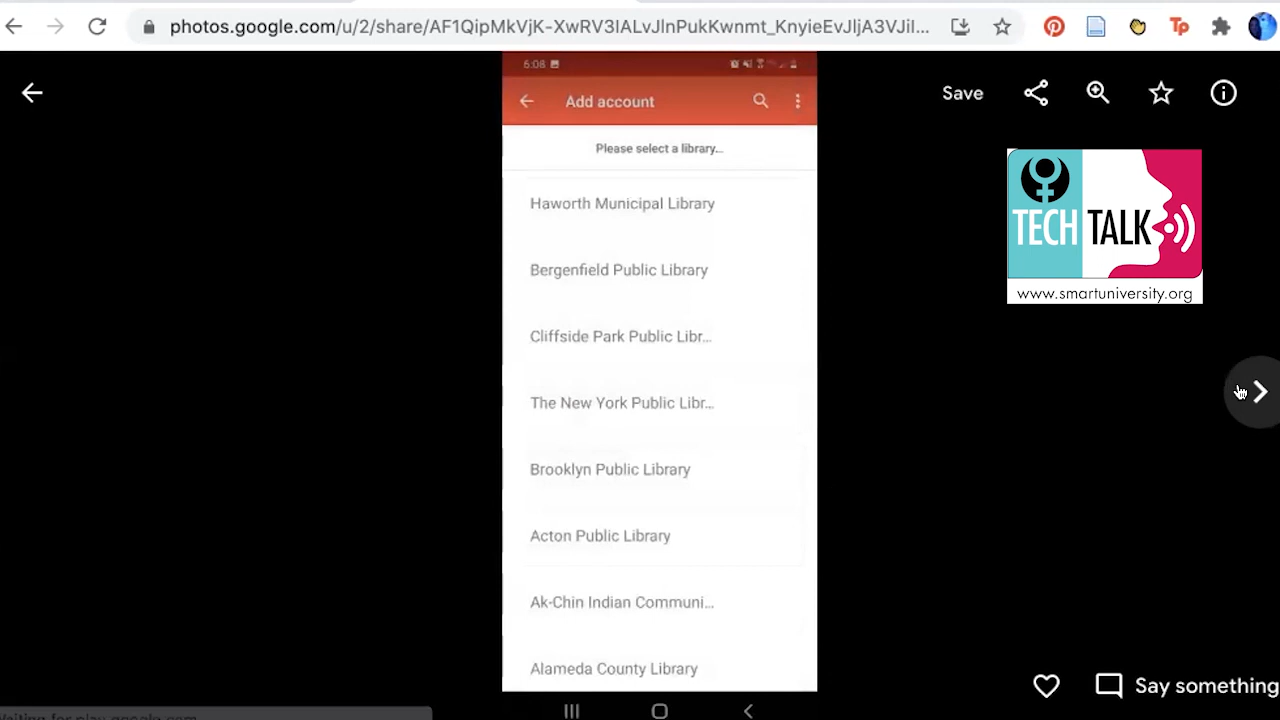 photos.google.com/u/2/share/
6:08
Add account
Save
Please select a library...
Haworth Municipal Library
Bergenfield Public Library
Cliffside Park Public Libr...
The New York Public Libr...
Brooklyn Public Library
Acton Public Library
Ak-Chin Indian Communi...
Alameda County Library
TECH TALK
www.smartuniversity.org
Say something